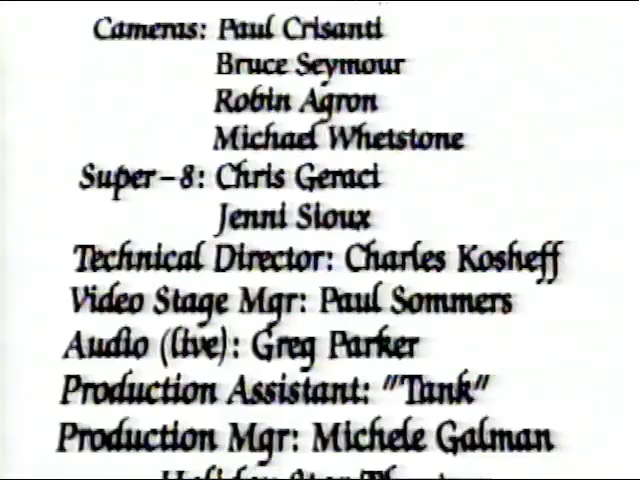 Cameras: Paul Crisanti
Bruce Seymour
Robin Agron
Michael Whetstone
Super-8: Chris Geraci
Jenni Sioux
Technical Director: Charles Kosheff
Video Stage Mgr: Paul Sommers
Audio (live): Greg Parker
Production Assistant: "Tank"
Production Mgr: Michele Galman